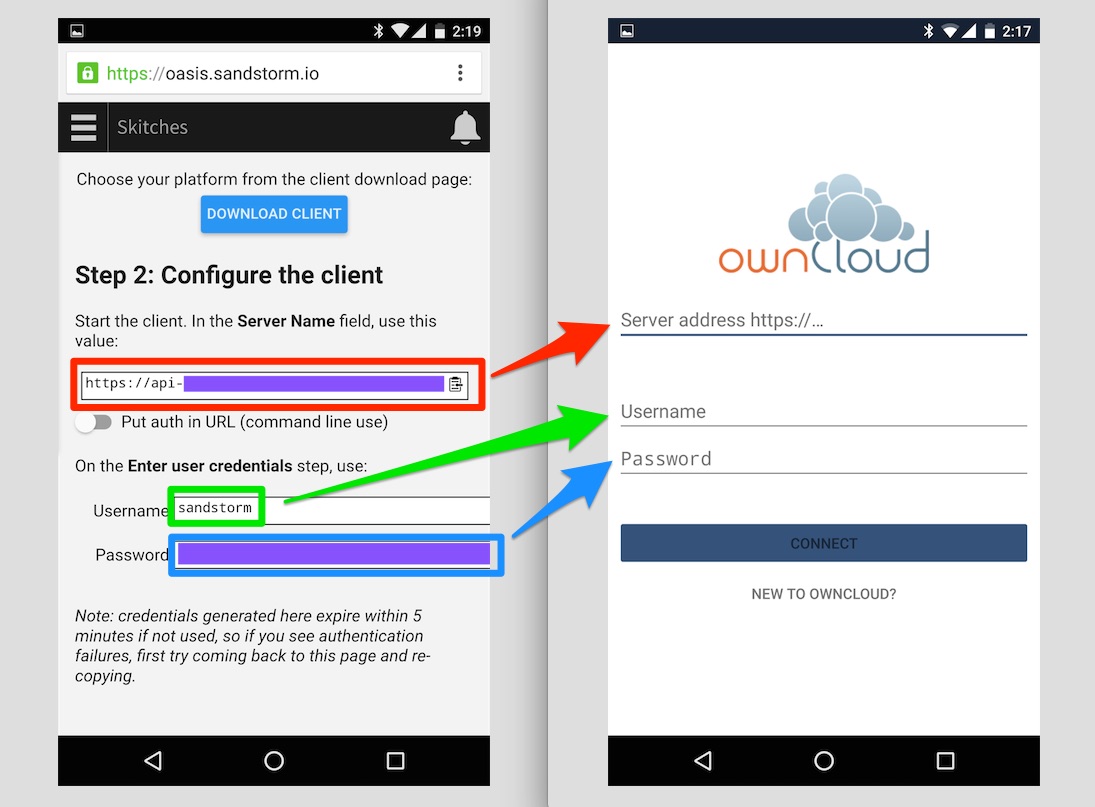 2:19
https://oasis.sandstorm.io
Skitches
Choose your platform from the client download page:
DOWNLOAD CLIENT
Step 2: Configure the client
Start the client. In the Server Name field, use this
value:
https://api-
Put auth in URL (command line use)
On the Enter user credentials step, use:
Username sandstorm
Password
Note: credentials generated here expire within 5
minutes if not used, so if you see authentication
failures, first try coming back to this page and re-
copying.
2:17
ownCloud
Server address https://…
Username
Password
CONNECT
NEW TO OWNCLOUD?